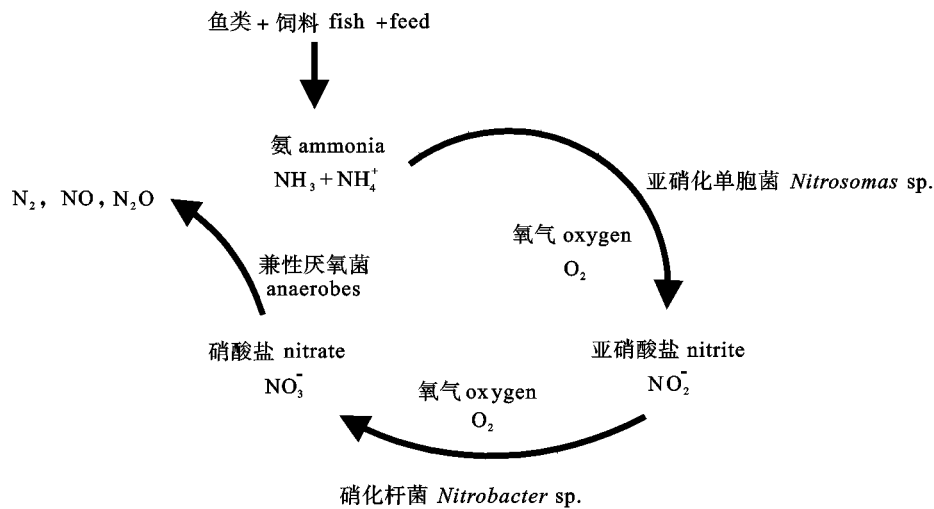 鱼类 + 饲料 fish +feed
氨 ammonia
NH₃ + NH₄⁺
亚硝化单胞菌 Nitrosomas sp.
N₂, NO, N₂O
氧气 oxygen
O₂
兼性厌氧菌
anaerobes
硝酸盐 nitrate
NO₃⁻
亚硝酸盐 nitrite
NO₂⁻
氧气 oxygen
O₂
硝化杆菌 Nitrobacter sp.